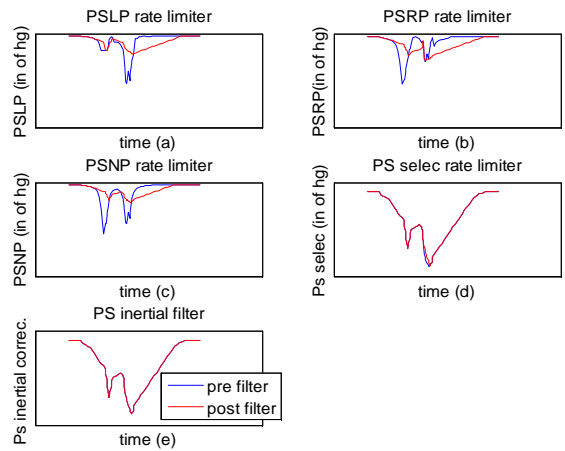 PSLP rate limiter
PSLP (in of hg)
time (a)
PSRP rate limiter
PSRP(in of hg)
time (b)
PSNP rate limiter
PSNP (in of hg)
time (c)
PS selec rate limiter
Ps selec (in of hg)
time (d)
PS inertial filter
Ps inertial correc.
pre filter
post filter
time (e)